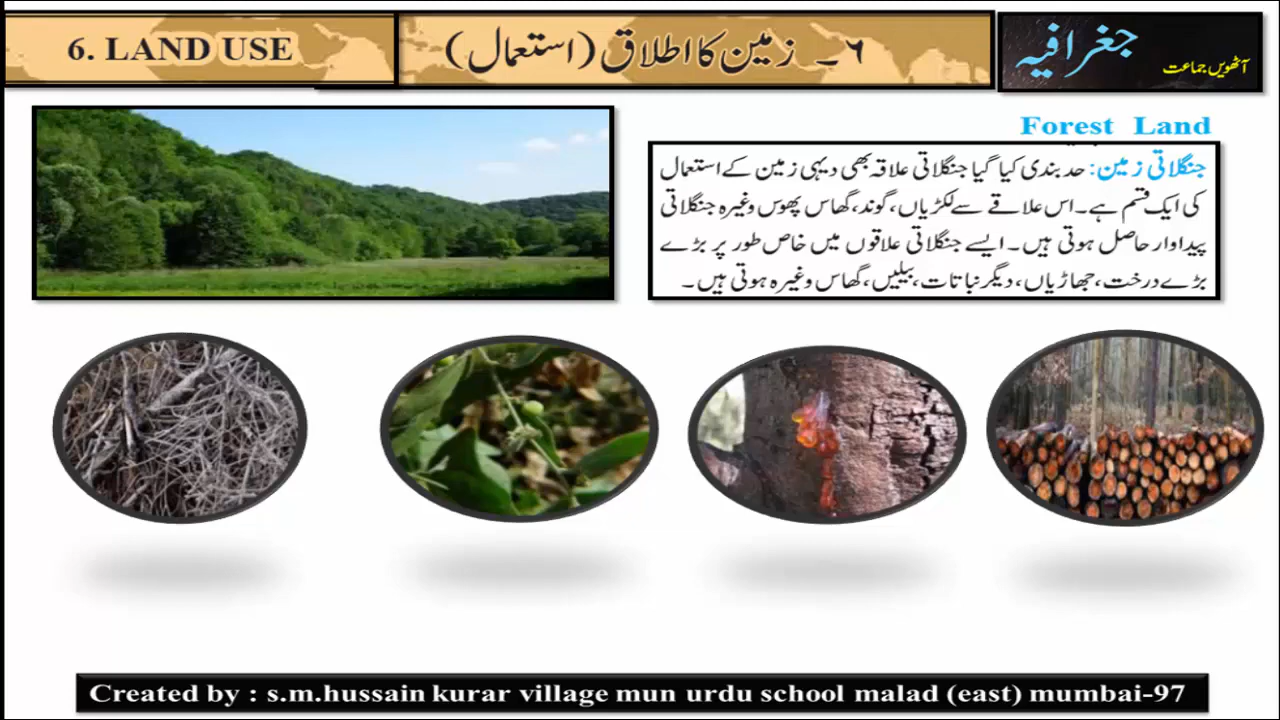 6. LAND USE
۶۔ زمین کا اطلاق (استعمال)
جغرافیہ
آٹھویں جماعت
Forest Land
جنگلاتی زمین: حد بندی کیا گیا جنگلاتی علاقہ بھی دیہی زمین کے استعمال
کی ایک قسم ہے۔ اس علاقے سے لکڑیاں، گوند، گھاس پھوس وغیرہ جنگلاتی
پیداوار حاصل ہوتی ہیں۔ ایسے جنگلاتی علاقوں میں خاص طور پر بڑے
بڑے درخت، جھاڑیاں، دیگر نباتات، بیلیں، گھاس وغیرہ ہوتی ہیں۔
Created by : s.m.hussain kurar village mun urdu school malad (east) mumbai-97